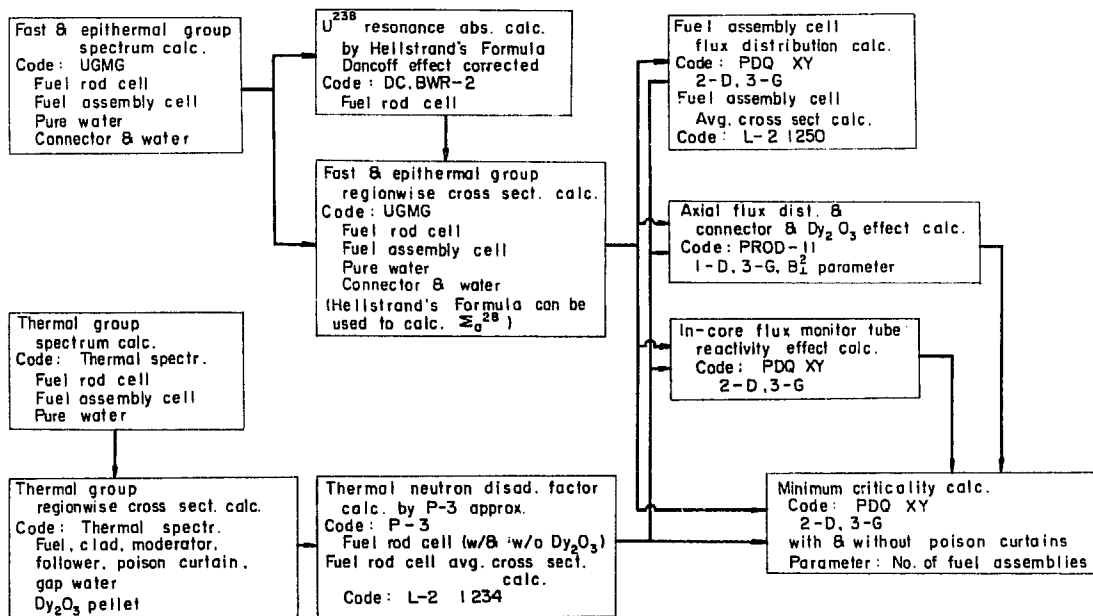 Fast & epithermal group
spectrum calc.
Code: UGMG
Fuel rod cell
Fuel assembly cell
Pure water
Connector & water
U²³⁸ resonance abs. calc.
by Hellstrand's Formula
Dancoff effect corrected
Code: DC, BWR-2
Fuel rod cell
Fast & epithermal group
regionwise cross sect. calc.
Code: UGMG
Fuel rod cell
Fuel assembly cell
Pure water
Connector & water
(Hellstrand's Formula can be
used to calc. Σₐ²⁸)
Thermal group
spectrum calc.
Code: Thermal spectr.
Fuel rod cell
Fuel assembly cell
Pure water
Thermal group
regionwise cross sect. calc.
Code: Thermal spectr.
Fuel, clad, moderator,
follower, poison curtain,
gap water
Dy₂O₃ pellet
Thermal neutron disad. factor
calc. by P-3 approx.
Code: P-3
Fuel rod cell (w/& w/o Dy₂O₃)
Fuel rod cell avg. cross sect.
calc.
Code: L-2 1234
Fuel assembly cell
flux distribution calc.
Code: PDQ XY
2-D, 3-G
Fuel assembly cell
Avg. cross sect calc.
Code: L-2 1250
Axial flux dist. &
connector & Dy₂O₃ effect calc.
Code: PROD-II
1-D, 3-G, B²⊥ parameter
In-core flux monitor tube
reactivity effect calc.
Code: PDQ XY
2-D, 3-G
Minimum criticality calc.
Code: PDQ XY
2-D, 3-G
with & without poison curtains
Parameter: No. of fuel assemblies